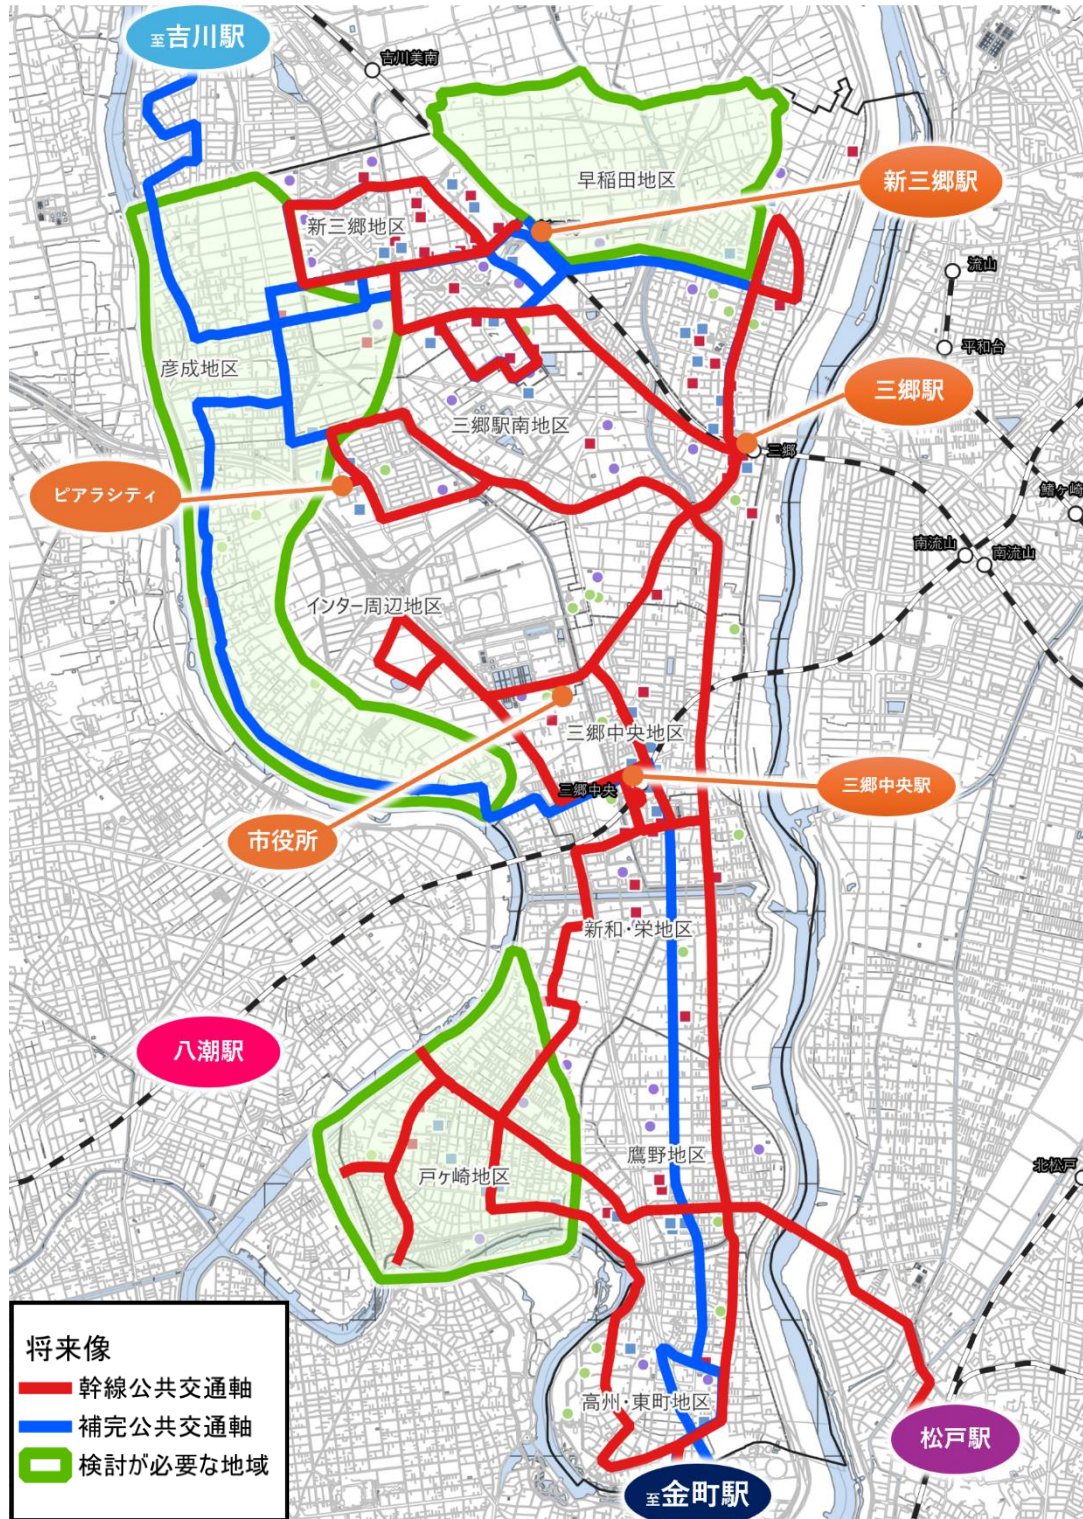 至吉川駅
吉川美南
早稲田地区
新三郷駅
新三郷地区
流山
平和台
彦成地区
三郷駅
三郷駅南地区
三郷
ピアラシティ
鰭ヶ崎
南流山
南流山
インター周辺地区
三郷中央地区
三郷中央
三郷中央駅
市役所
新和・栄地区
八潮駅
鷹野地区
北松戸
戸ヶ崎地区
将来像
幹線公共交通軸
補完公共交通軸
検討が必要な地域
高州・東町地区
松戸駅
至金町駅